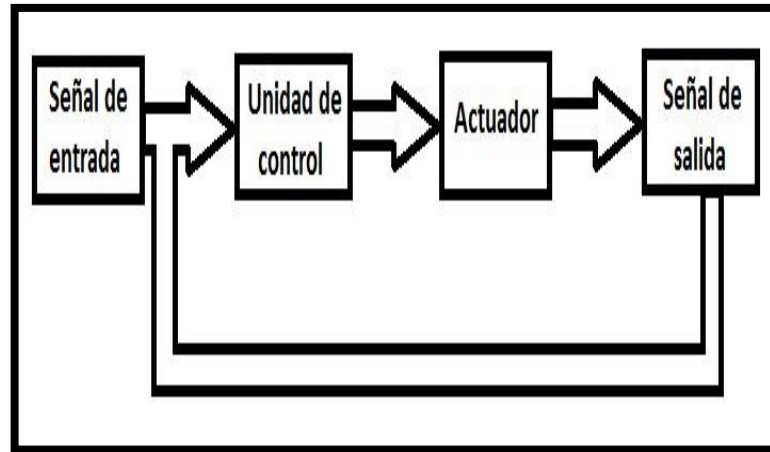 Señal de
entrada
Unidad de
control
Actuador
Señal de
salida